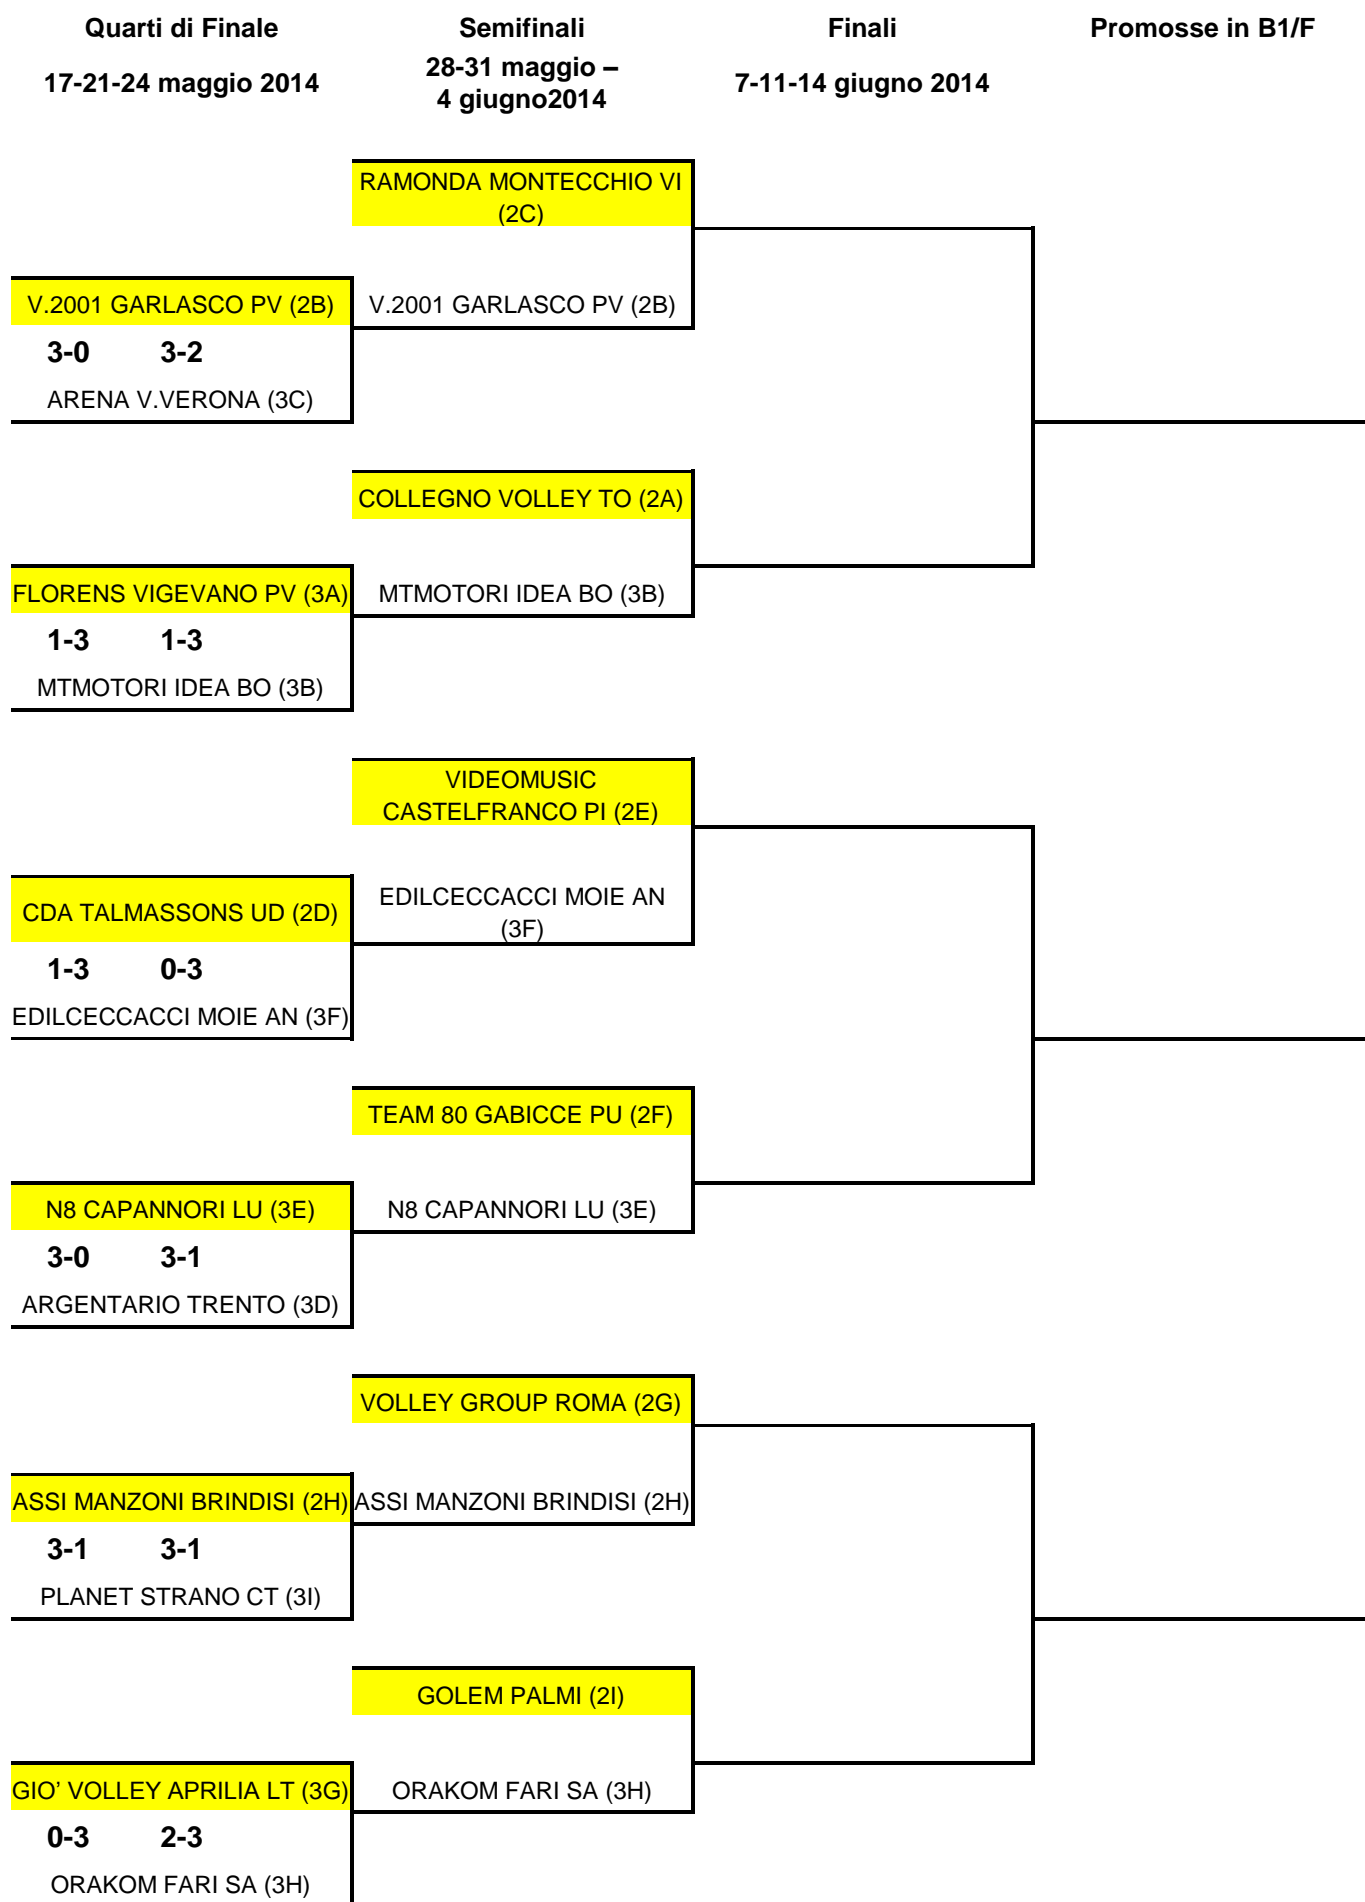 Quarti di Finale
Semifinali
Finali
Promosse in B1/F
17-21-24 maggio 2014
28-31 maggio –
4 giugno2014
7-11-14 giugno 2014
RAMONDA MONTECCHIO VI
(2C)
V.2001 GARLASCO PV (2B)
V.2001 GARLASCO PV (2B)
3-0 3-2
ARENA V.VERONA (3C)
COLLEGNO VOLLEY TO (2A)
FLORENS VIGEVANO PV (3A)
MTMOTORI IDEA BO (3B)
1-3 1-3
MTMOTORI IDEA BO (3B)
VIDEOMUSIC
CASTELFRANCO PI (2E)
CDA TALMASSONS UD (2D)
EDILCECCACCI MOIE AN
(3F)
1-3 0-3
EDILCECCACCI MOIE AN (3F)
TEAM 80 GABICCE PU (2F)
N8 CAPANNORI LU (3E)
N8 CAPANNORI LU (3E)
3-0 3-1
ARGENTARIO TRENTO (3D)
VOLLEY GROUP ROMA (2G)
ASSI MANZONI BRINDISI (2H)
ASSI MANZONI BRINDISI (2H)
3-1 3-1
PLANET STRANO CT (3I)
GOLEM PALMI (2I)
GIO’ VOLLEY APRILIA LT (3G)
ORAKOM FARI SA (3H)
0-3 2-3
ORAKOM FARI SA (3H)